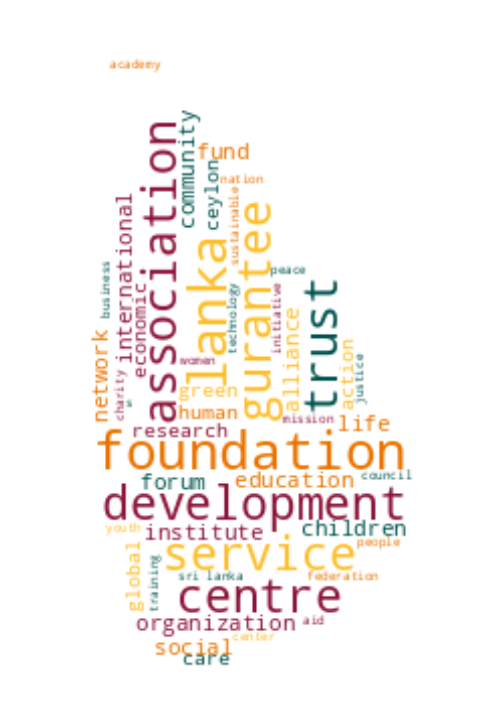 academy
association
community
fund
ceylon
nation
sustainable
international
gurantee
lanka
business
peace
economic
trust
technology
initiative
network
alliance
action
justice
women
charity
green
human
mission
life
research
foundation
forum
education
council
development
youth
institute
children
service
people
global
training
sri lanka
federation
centre
organization
aid
center
social
care